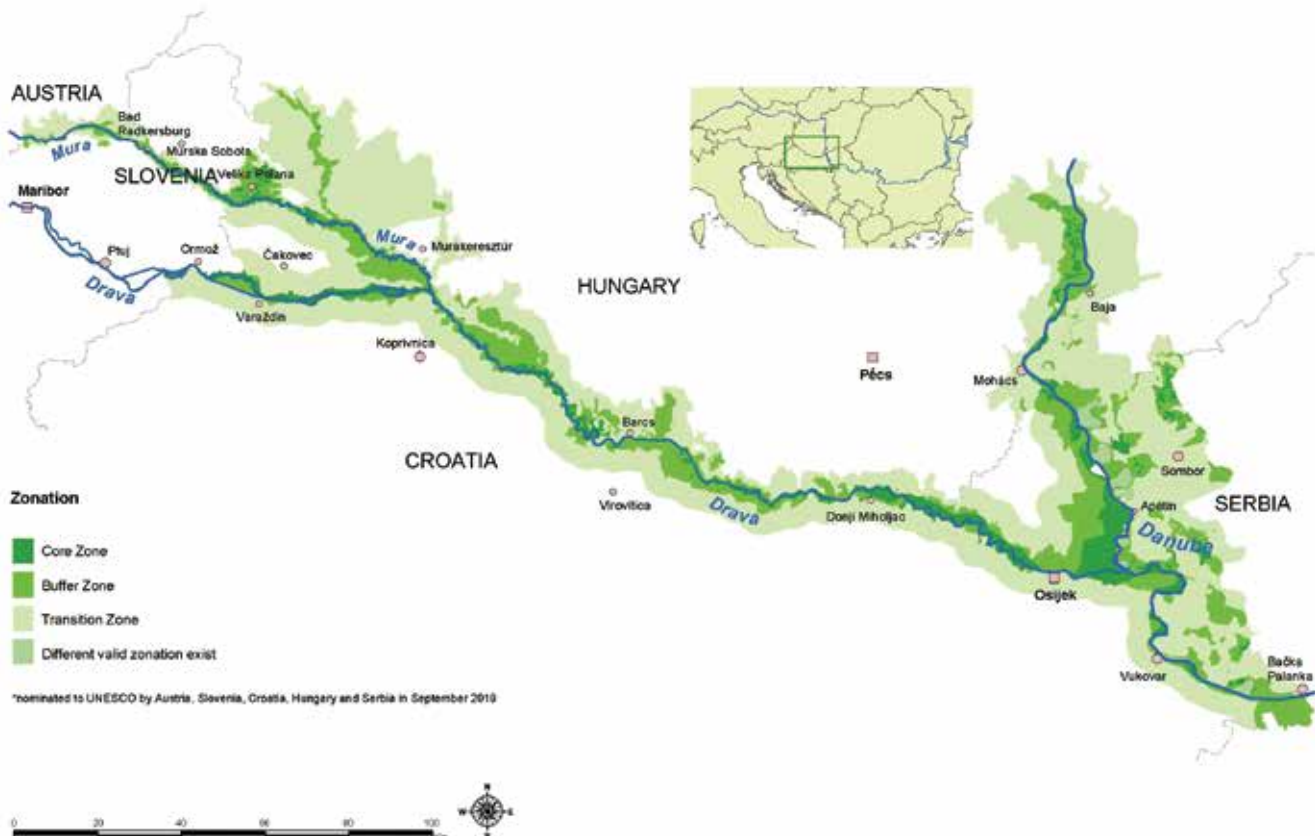 AUSTRIA
Bad
Radkersburg
Mura
Murska Sobota
SLOVENIA
Velika Polana
Maribor
Ptuj
Ormož
Čakovec
Mura
Murakeresztúr
Drava
Varaždin
HUNGARY
Koprivnica
Baja
Pécs
Mohács
Barcs
CROATIA
Sombor
Virovitica
Drava
Donji Miholjac
SERBIA
Apatin
Danube
Osijek
Vukovar
Bačka
Palanka
Zonation
Core Zone
Buffer Zone
Transition Zone
Different valid zonation exist
*nominated to UNESCO by Austria, Slovenia, Croatia, Hungary and Serbia in September 2019
N
W E
0 20 40 60 80 100